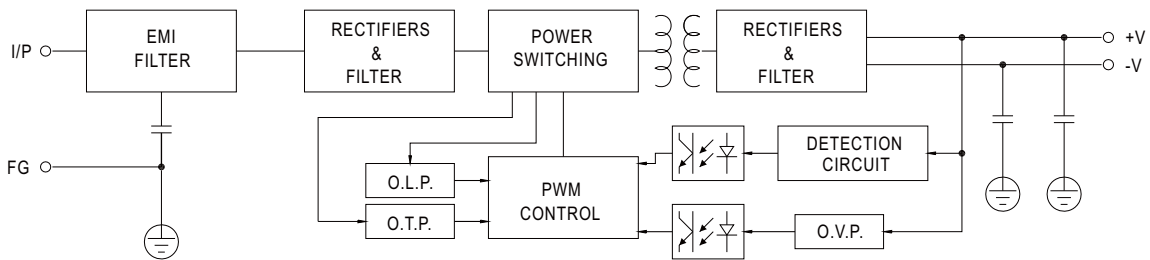 I/P
EMI
FILTER
RECTIFIERS
&
FILTER
POWER
SWITCHING
RECTIFIERS
&
FILTER
+V
-V
FG
O.L.P.
O.T.P.
PWM
CONTROL
DETECTION
CIRCUIT
O.V.P.